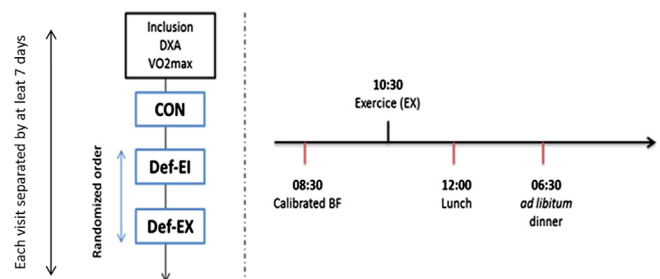 Each visit separated by at leat 7 days
Inclusion
DXA
VO2max
CON
Randomized order
Def-EI
Def-EX
10:30
Exercice (EX)
08:30
Calibrated BF
12:00
Lunch
06:30
ad libitum
dinner